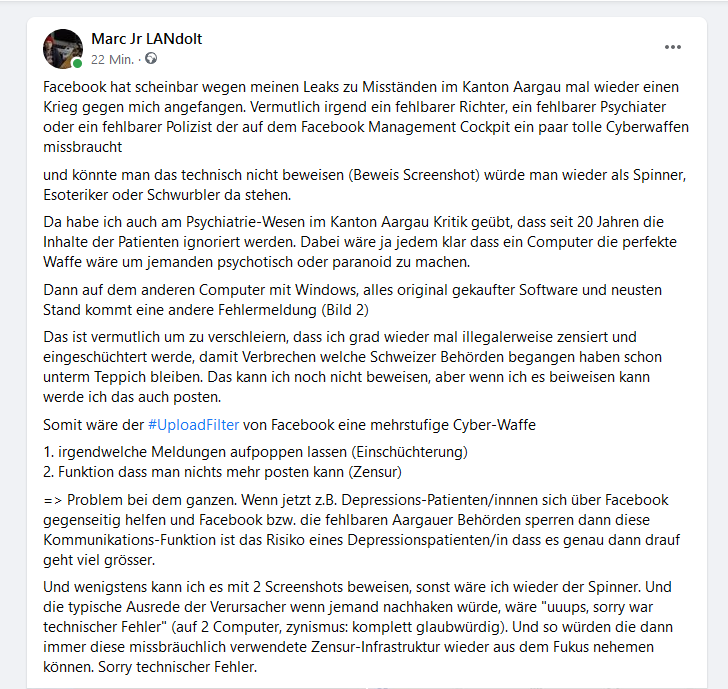 Marc Jr LANdolt
22 Min. ·
Facebook hat scheinbar wegen meinen Leaks zu Misständen im Kanton Aargau mal wieder einen
Krieg gegen mich angefangen. Vermutlich irgend ein fehlbarer Richter, ein fehlbarer Psychiater
oder ein fehlbarer Polizist der auf dem Facebook Management Cockpit ein paar tolle Cyberwaffen
missbraucht
und könnte man das technisch nicht beweisen (Beweis Screenshot) würde man wieder als Spinner,
Esoteriker oder Schwurbler da stehen.
Da habe ich auch am Psychiatrie-Wesen im Kanton Aargau Kritik geübt, dass seit 20 Jahren die
Inhalte der Patienten ignoriert werden. Dabei wäre ja jedem klar dass ein Computer die perfekte
Waffe wäre um jemanden psychotisch oder paranoid zu machen.
Dann auf dem anderen Computer mit Windows, alles original gekaufter Software und neusten
Stand kommt eine andere Fehlermeldung (Bild 2)
Das ist vermutlich um zu verschleiern, dass ich grad wieder mal illegalerweise zensiert und
eingeschüchtert werde, damit Verbrechen welche Schweizer Behörden begangen haben schon
unterm Teppich bleiben. Das kann ich noch nicht beweisen, aber wenn ich es beiweisen kann
werde ich das auch posten.
Somit wäre der #UploadFilter von Facebook eine mehrstufige Cyber-Waffe
1. irgendwelche Meldungen aufpoppen lassen (Einschüchterung)
2. Funktion dass man nichts mehr posten kann (Zensur)
=> Problem bei dem ganzen. Wenn jetzt z.B. Depressions-Patienten/innnen sich über Facebook
gegenseitig helfen und Facebook bzw. die fehlbaren Aargauer Behörden sperren dann diese
Kommunikations-Funktion ist das Risiko eines Depressionspatienten/in dass es genau dann drauf
geht viel grösser.
Und wenigstens kann ich es mit 2 Screenshots beweisen, sonst wäre ich wieder der Spinner. Und
die typische Ausrede der Verursacher wenn jemand nachhaken würde, wäre "uuups, sorry war
technischer Fehler" (auf 2 Computer, zynismus: komplett glaubwürdig). Und so würden die dann
immer diese missbräuchlich verwendete Zensur-Infrastruktur wieder aus dem Fukus nehemen
können. Sorry technischer Fehler.